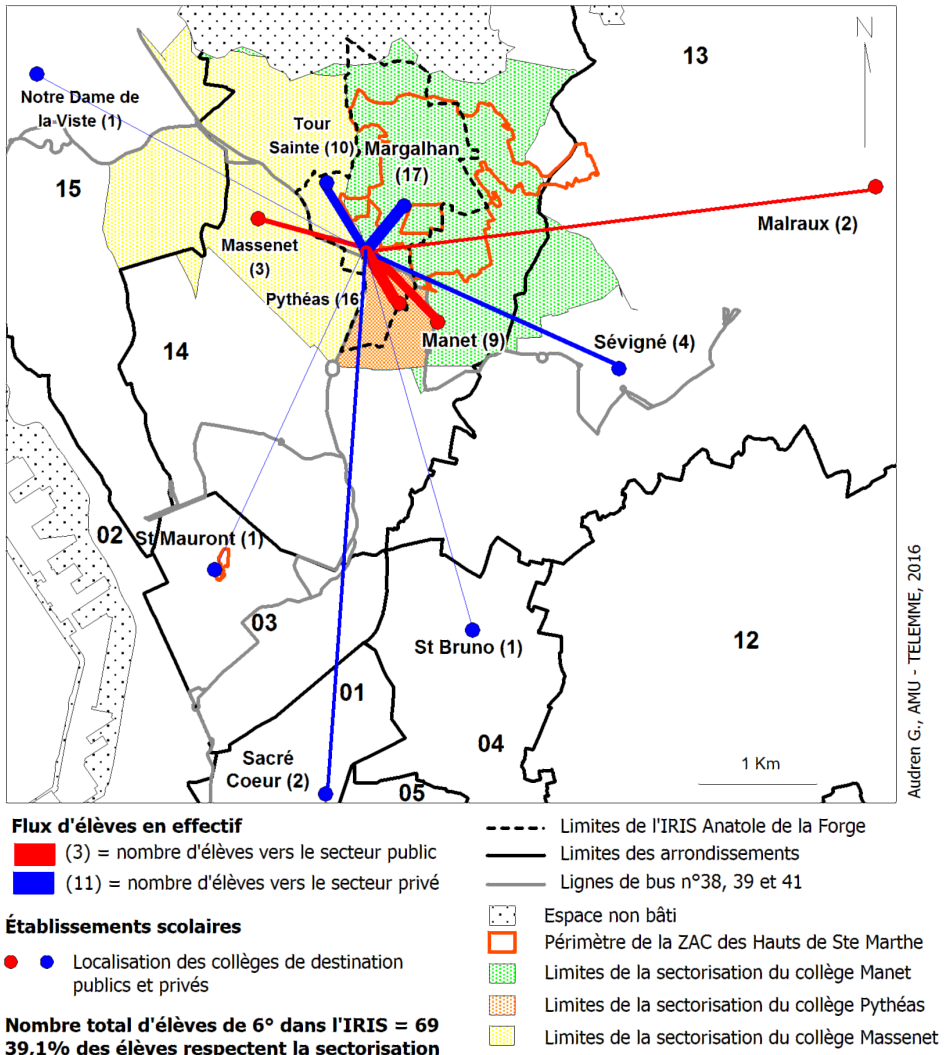 N
13
Notre Dame de
la Viste (1)
Tour
Sainte (10)
Margalhan
(17)
15
Malraux (2)
Massenet
(3)
Pythéas (16)
Manet (9)
Sévigné (4)
14
02
St Mauront (1)
03
St Bruno (1)
12
01
04
Sacré
Coeur (2)
05
1 Km
Audren G., AMU - TELEMME, 2016
Flux d'élèves en effectif
(3) = nombre d'élèves vers le secteur public
(11) = nombre d'élèves vers le secteur privé
Établissements scolaires
Localisation des collèges de destination
publics et privés
Nombre total d'élèves de 6° dans l'IRIS = 69
39,1% des élèves respectent la sectorisation
Limites de l'IRIS Anatole de la Forge
Limites des arrondissements
Lignes de bus n°38, 39 et 41
Espace non bâti
Périmètre de la ZAC des Hauts de Ste Marthe
Limites de la sectorisation du collège Manet
Limites de la sectorisation du collège Pythéas
Limites de la sectorisation du collège Massenet